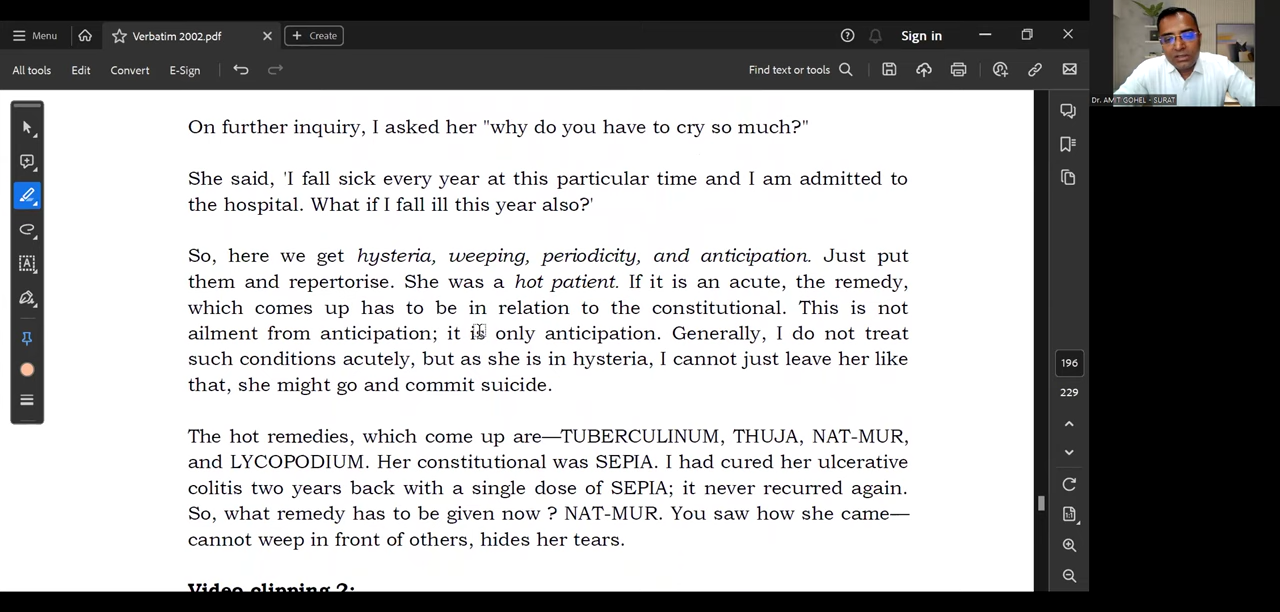 Menu
Verbatim 2002.pdf
Create
Sign in
All tools
Edit
Convert
E-Sign
Find text or tools
Dr. AMIT GOHEL - SURAT
On further inquiry, I asked her "why do you have to cry so much?"
She said, 'I fall sick every year at this particular time and I am admitted to
the hospital. What if I fall ill this year also?'
So, here we get hysteria, weeping, periodicity, and anticipation. Just put
them and repertorise. She was a hot patient. If it is an acute, the remedy,
which comes up has to be in relation to the constitutional. This is not
ailment from anticipation; it is only anticipation. Generally, I do not treat
such conditions acutely, but as she is in hysteria, I cannot just leave her like
that, she might go and commit suicide.
The hot remedies, which come up are—TUBERCULINUM, THUJA, NAT-MUR,
and LYCOPODIUM. Her constitutional was SEPIA. I had cured her ulcerative
colitis two years back with a single dose of SEPIA; it never recurred again.
So, what remedy has to be given now ? NAT-MUR. You saw how she came—
cannot weep in front of others, hides her tears.
Video clipping 2:
196
229